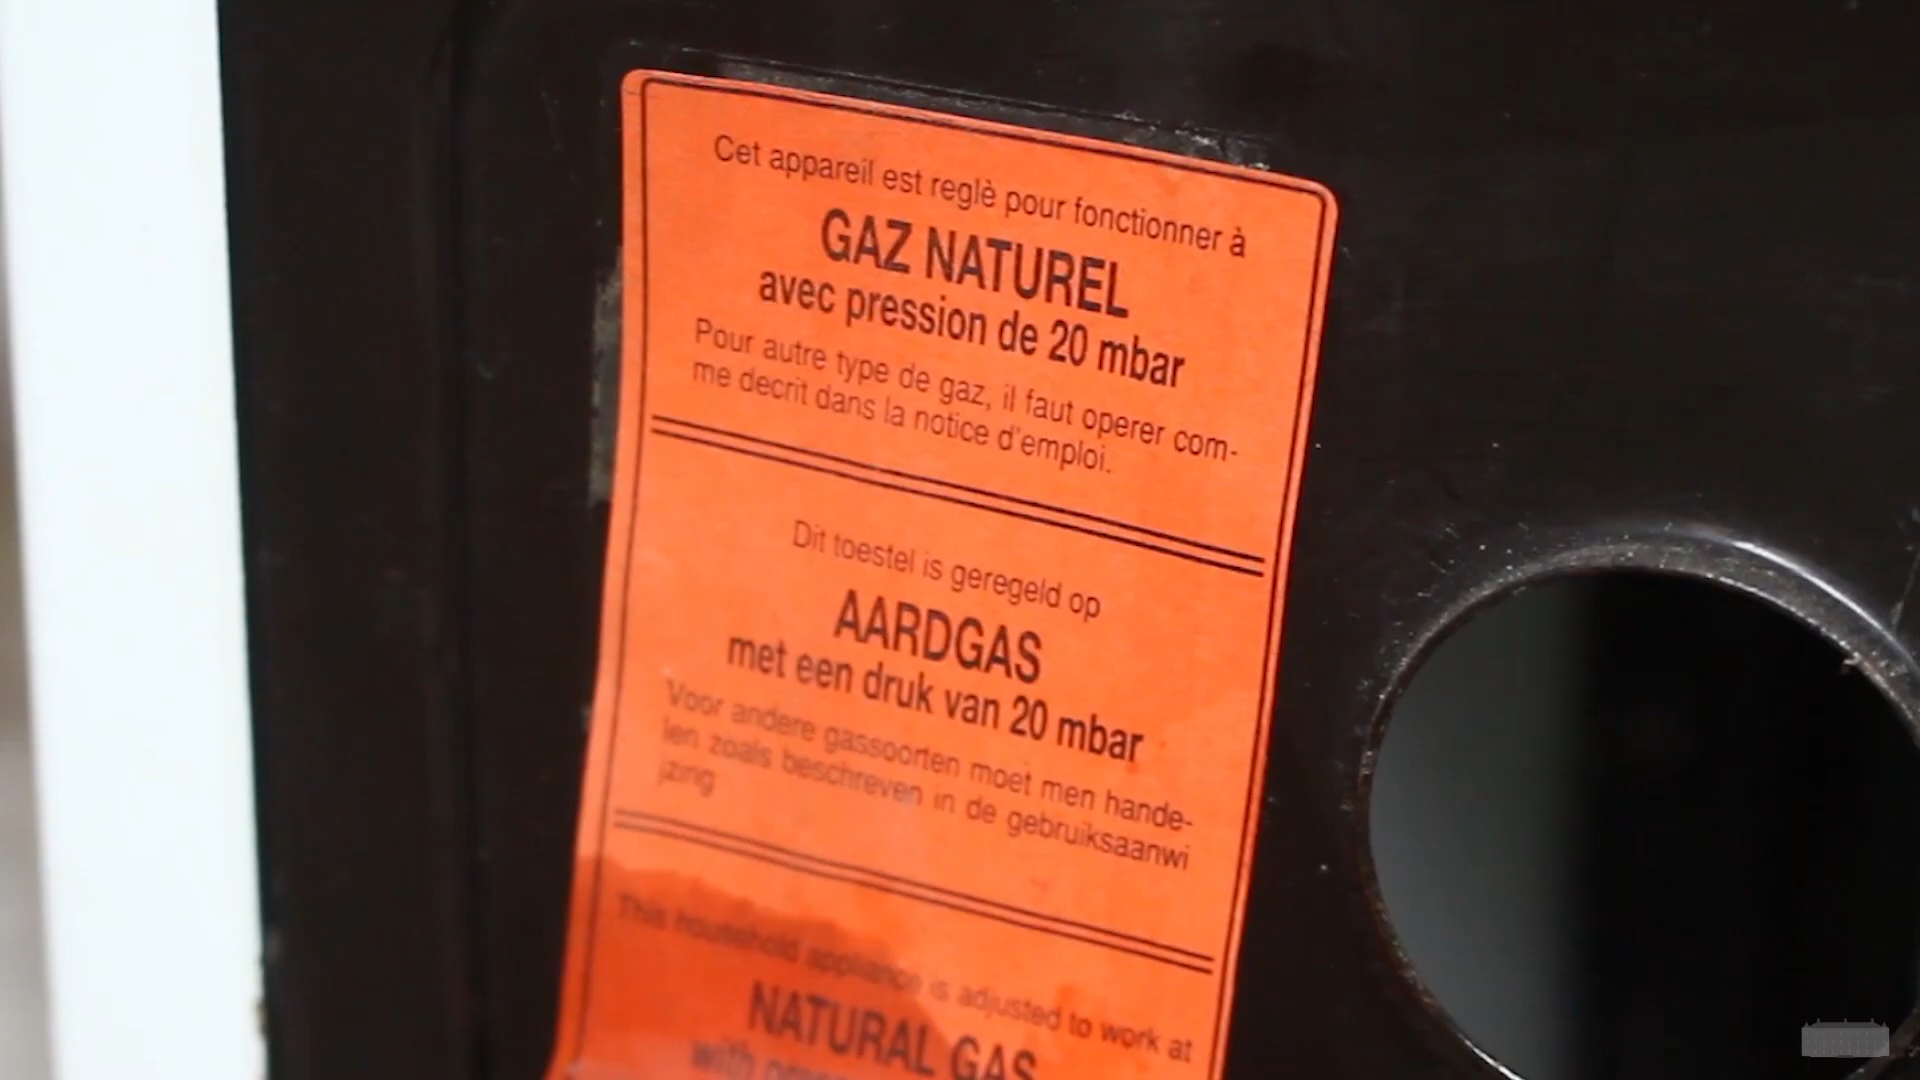 Cet appareil est reglè pour fonctionner à
GAZ NATUREL
avec pression de 20 mbar
Pour autre type de gaz, il faut operer com-
me decrit dans la notice d'emploi.
Dit toestel is geregeld op
AARDGAS
met een druk van 20 mbar
Voor andere gassoorten moet men hande-
len zoals beschreven in de gebruiksaanwi
jzing
This household appliance is adjusted to work at
NATURAL GAS
with